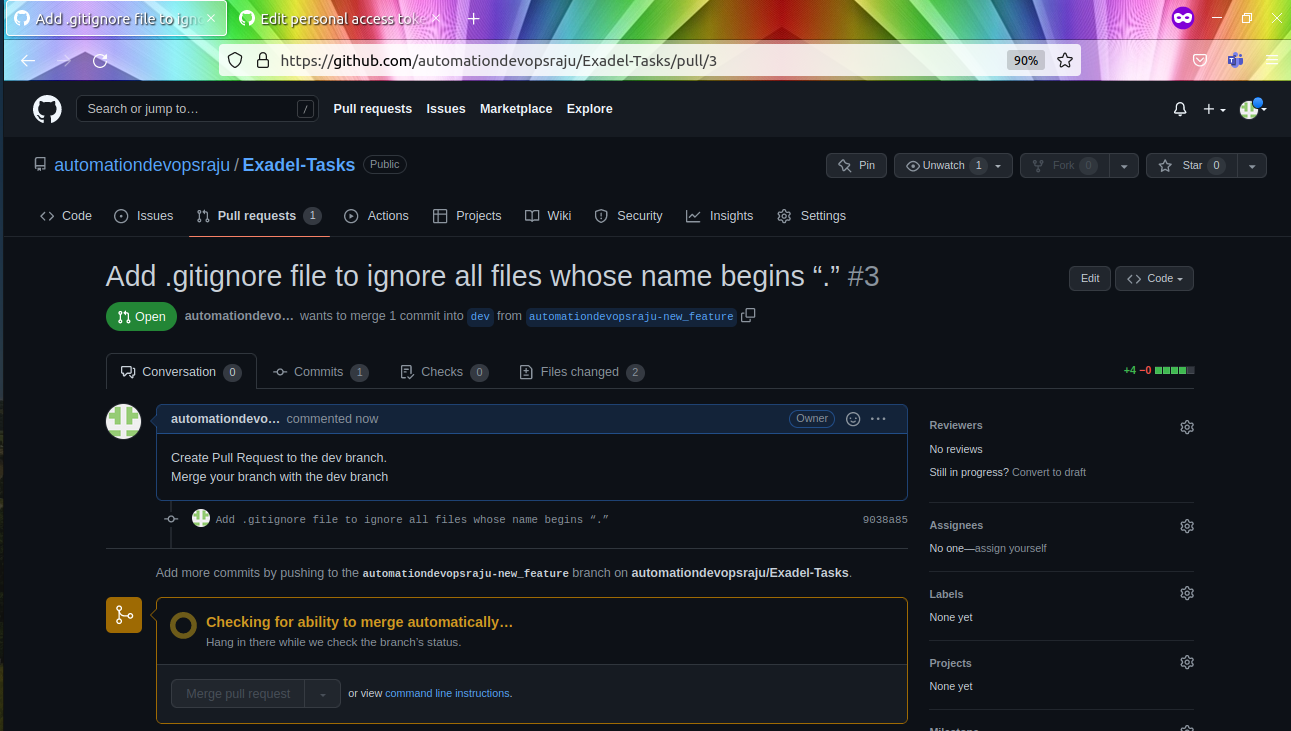 Add .gitignore file to igno
Edit personal access toke
https://github.com/automationdevopsraju/Exadel-Tasks/pull/3
90%
Search or jump to…
/
Pull requests
Issues
Marketplace
Explore
automationdevopsraju / Exadel-Tasks
Public
Pin
Unwatch 1
Fork 0
Star 0
Code
Issues
Pull requests 1
Actions
Projects
Wiki
Security
Insights
Settings
Add .gitignore file to ignore all files whose name begins “.” #3
Edit
Code
Open
automationdevo… wants to merge 1 commit into dev from automationdevopsraju-new_feature
Conversation 0
Commits 1
Checks 0
Files changed 2
+4 −0
automationdevo… commented now
Owner
Create Pull Request to the dev branch.
Merge your branch with the dev branch
Add .gitignore file to ignore all files whose name begins “.”
9038a85
Add more commits by pushing to the automationdevopsraju-new_feature branch on automationdevopsraju/Exadel-Tasks.
Checking for ability to merge automatically…
Hang in there while we check the branch's status.
Merge pull request
or view command line instructions.
Reviewers
No reviews
Still in progress? Convert to draft
Assignees
No one—assign yourself
Labels
None yet
Projects
None yet
Milestone